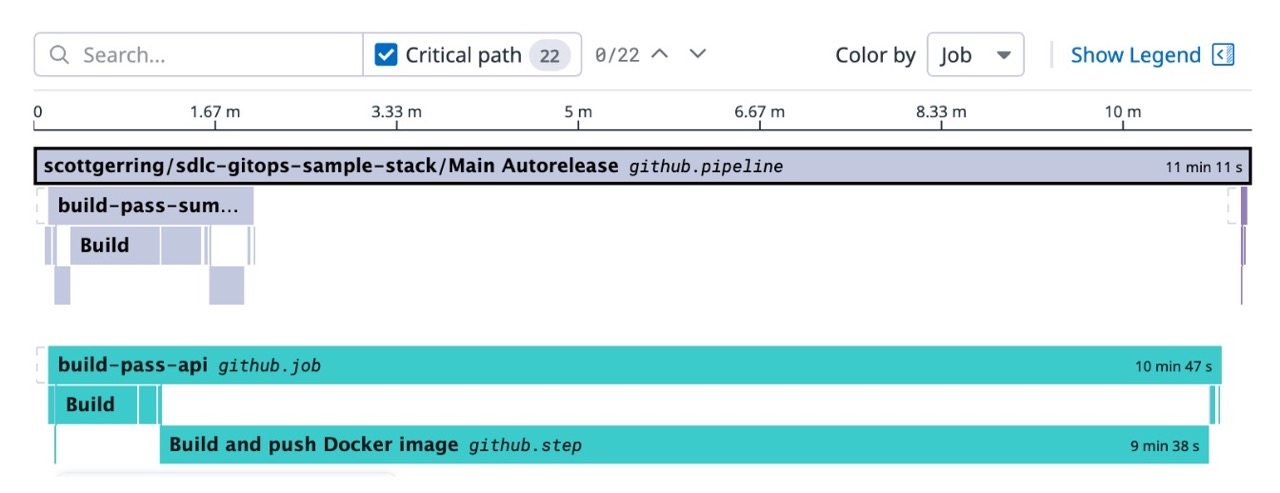 Search... Critical path 22 0/22 Color by Job Show Legend
0 1.67 m 3.33 m 5 m 6.67 m 8.33 m 10 m
scottgerring/sdlc-gitops-sample-stack/Main Autorelease github.pipeline 11 min 11 s
build-pass-sum...
Build
build-pass-api github.job 10 min 47 s
Build
Build and push Docker image github.step 9 min 38 s